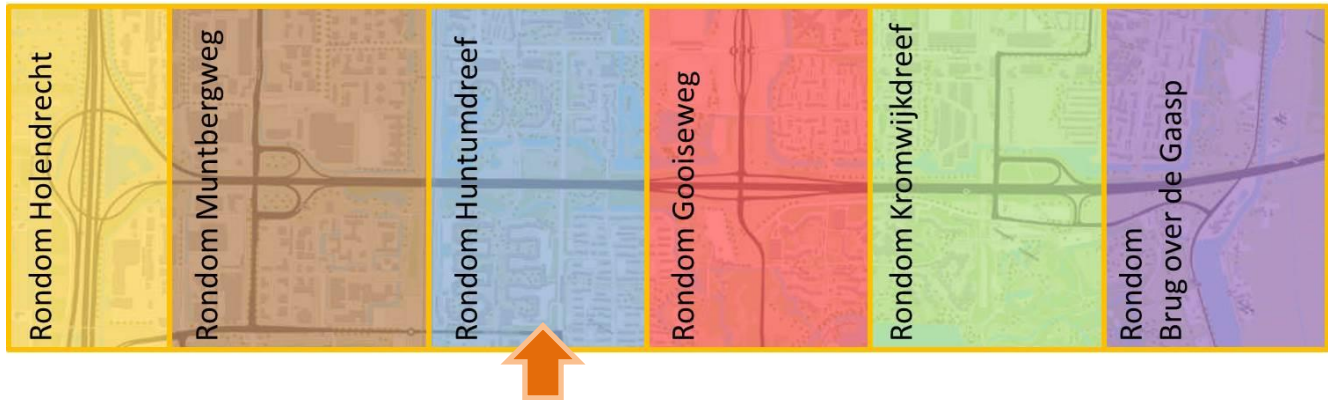 Rondom Holendrecht
Rondom Muntbergweg
Rondom Huntumdreef
Rondom Gooiseweg
Rondom Kromwijkdreef
Rondom
Brug over de Gaasp